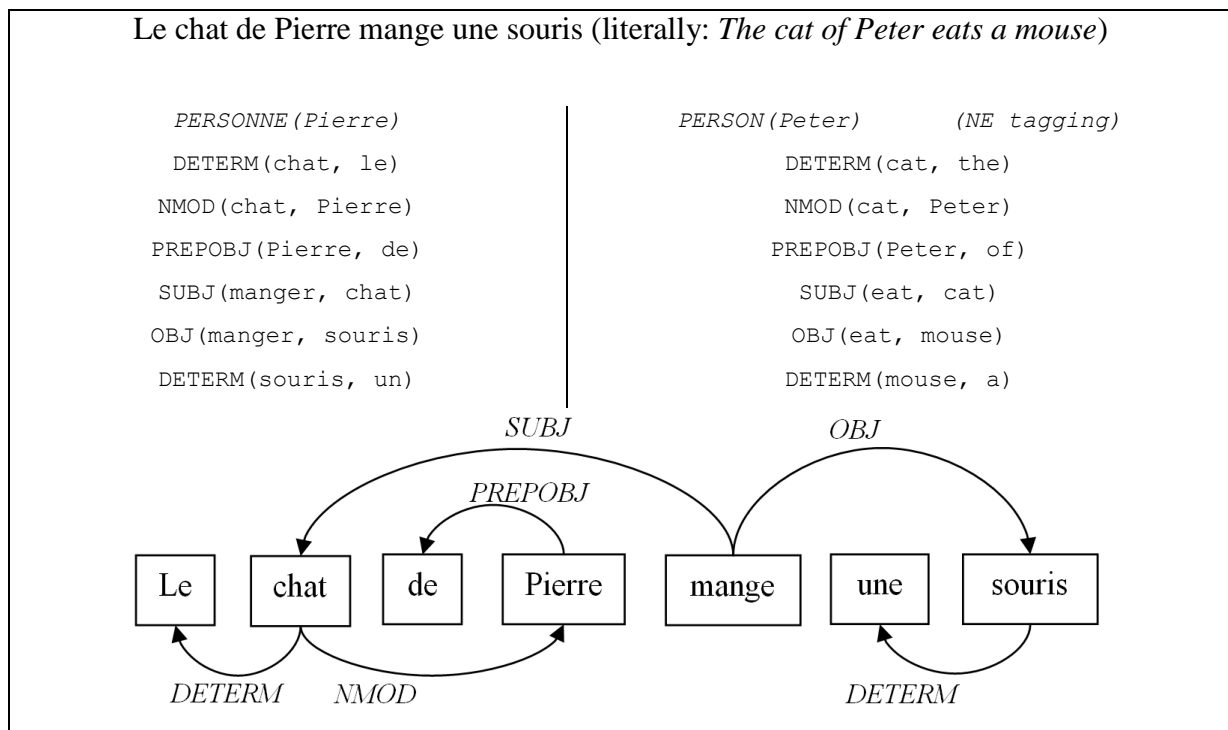 Le chat de Pierre mange une souris (literally: The cat of Peter eats a mouse)
PERSONNE(Pierre) PERSON(Peter) (NE tagging)
DETERM(chat, le) DETERM(cat, the)
NMOD(chat, Pierre) NMOD(cat, Peter)
PREPOBJ(Pierre, de) PREPOBJ(Peter, of)
SUBJ(manger, chat) SUBJ(eat, cat)
OBJ(manger, souris) OBJ(eat, mouse)
DETERM(souris, un) DETERM(mouse, a)
SUBJ OBJ
PREPOBJ
Le chat de Pierre mange une souris
DETERM NMOD DETERM